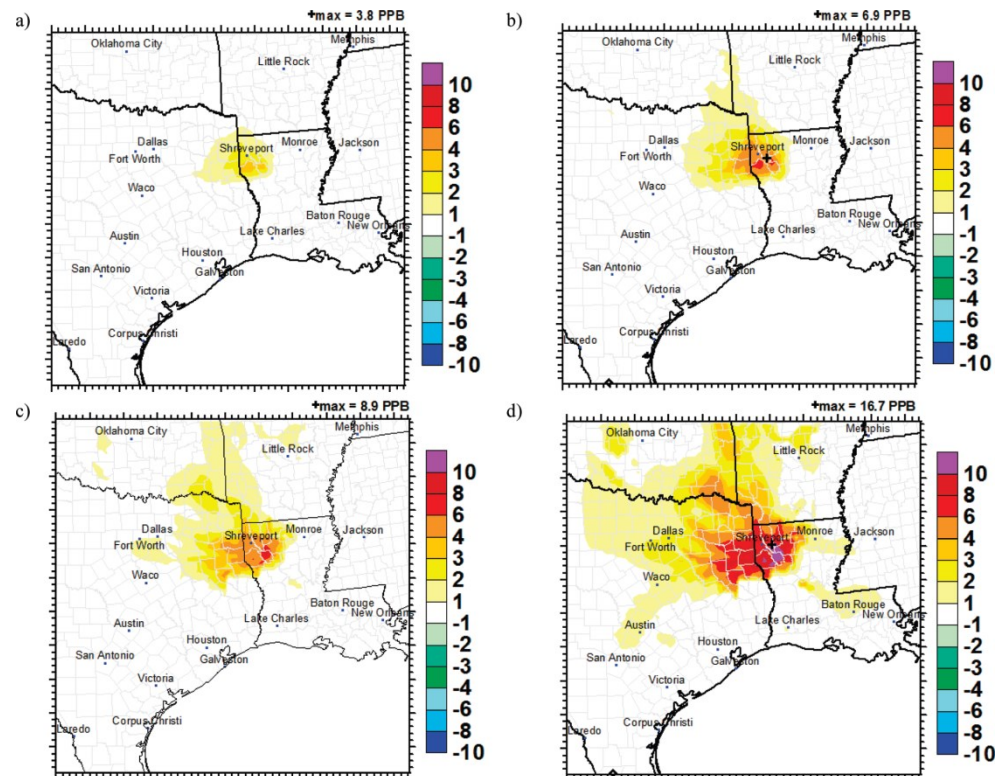 a)
+max = 3.8 PPB
Oklahoma City
Memphis
Little Rock
Dallas
Fort Worth
Shreveport
Monroe
Jackson
Waco
Baton Rouge
New Orleans
Austin
Lake Charles
Houston
San Antonio
Galveston
Victoria
Corpus Christi
Laredo
10
8
6
4
3
2
1
-1
-2
-3
-4
-6
-8
-10
b)
+max = 6.9 PPB
Oklahoma City
Memphis
Little Rock
Dallas
Fort Worth
Shreveport
Monroe
Jackson
Waco
Baton Rouge
New Orleans
Austin
Lake Charles
Houston
San Antonio
Galveston
Victoria
Corpus Christi
Laredo
10
8
6
4
3
2
1
-1
-2
-3
-4
-6
-8
-10
c)
+max = 8.9 PPB
Oklahoma City
Memphis
Little Rock
Dallas
Fort Worth
Shreveport
Monroe
Jackson
Waco
Baton Rouge
New Orleans
Austin
Lake Charles
Houston
San Antonio
Galveston
Victoria
Corpus Christi
Laredo
10
8
6
4
3
2
1
-1
-2
-3
-4
-6
-8
-10
d)
+max = 16.7 PPB
Oklahoma City
Memphis
Little Rock
Dallas
Fort Worth
Shreveport
Monroe
Jackson
Waco
Baton Rouge
New Orleans
Austin
Lake Charles
Houston
San Antonio
Galveston
Victoria
Corpus Christi
Laredo
10
8
6
4
3
2
1
-1
-2
-3
-4
-6
-8
-10